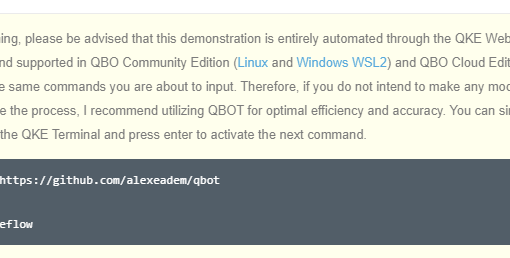 ing, please be advised that this demonstration is entirely automated through the QKE Web
nd supported in QBO Community Edition (Linux and Windows WSL2) and QBO Cloud Edit
e same commands you are about to input. Therefore, if you do not intend to make any mod
e the process, I recommend utilizing QBOT for optimal efficiency and accuracy. You can si
the QKE Terminal and press enter to activate the next command.
https://github.com/alexeadem/qbot
eflow